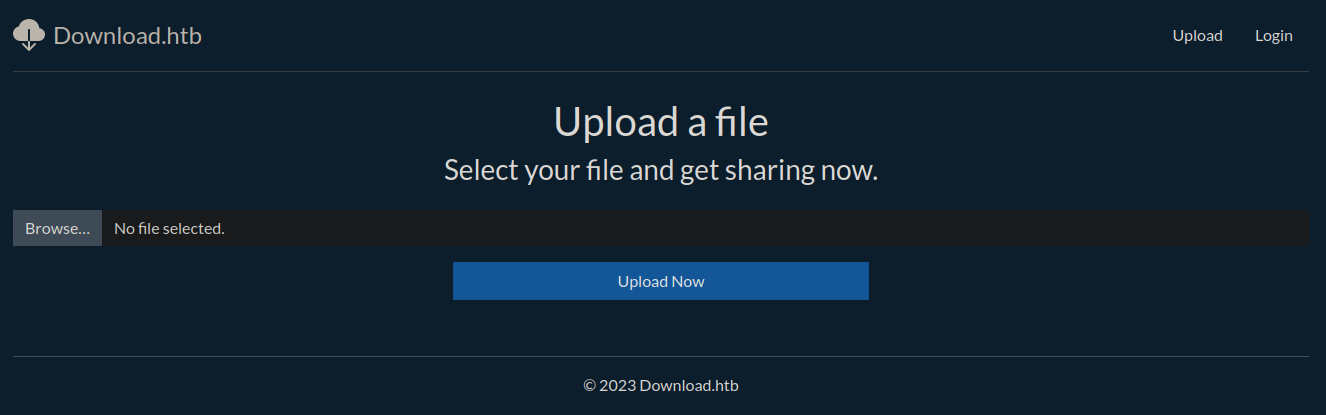 Download.htb
Upload
Login
Upload a file
Select your file and get sharing now.
Browse... No file selected.
Upload Now
© 2023 Download.htb